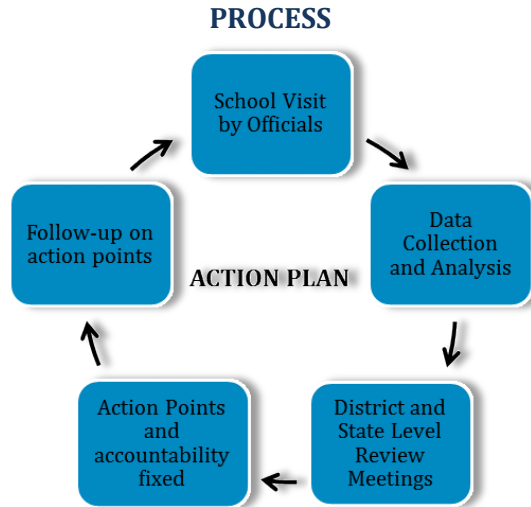 PROCESS
School Visit
by Officials
Data
Collection
and Analysis
District and
State Level
Review
Meetings
Action Points
and
accountability
fixed
Follow-up on
action points
ACTION PLAN